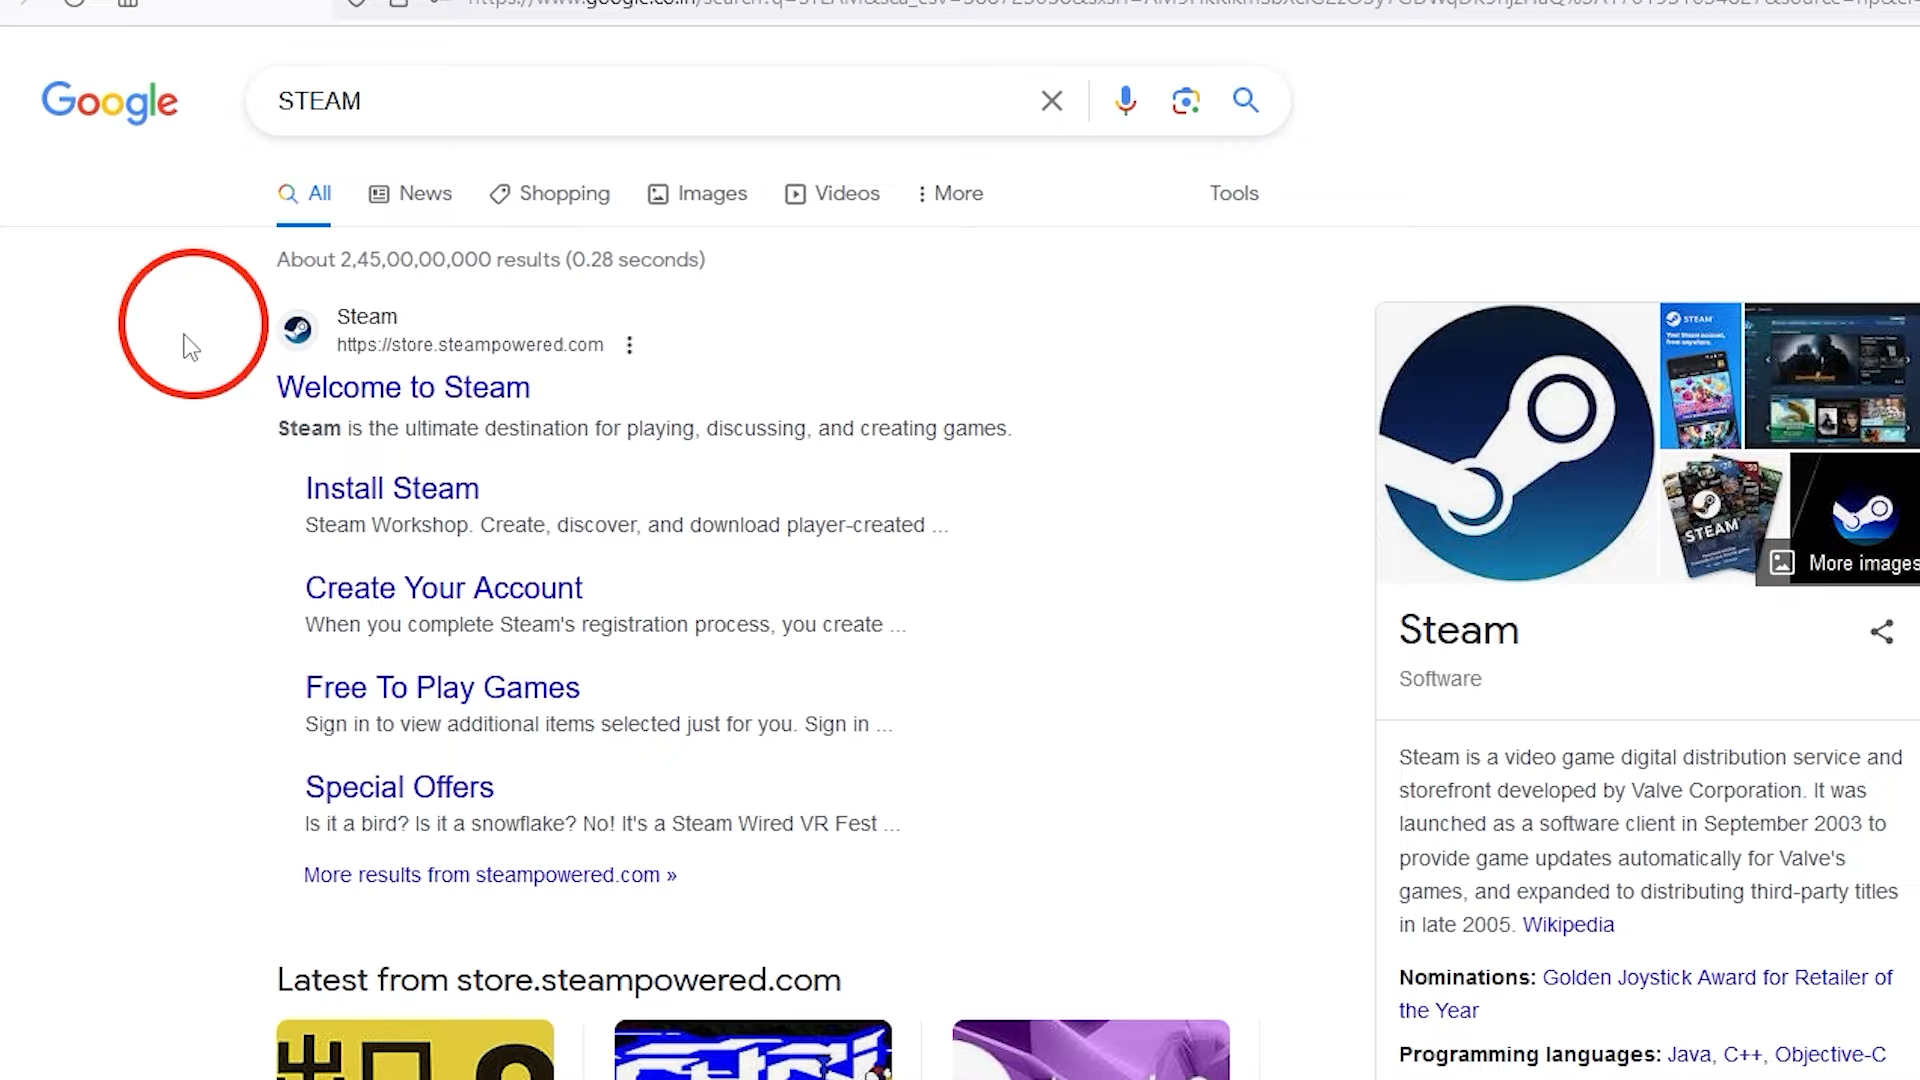 Google
STEAM
All
News
Shopping
Images
Videos
More
Tools
About 2,45,00,00,000 results (0.28 seconds)
Steam
https://store.steampowered.com
Welcome to Steam
Steam is the ultimate destination for playing, discussing, and creating games.
Install Steam
Steam Workshop. Create, discover, and download player-created ...
Create Your Account
When you complete Steam's registration process, you create ...
Free To Play Games
Sign in to view additional items selected just for you. Sign in ...
Special Offers
Is it a bird? Is it a snowflake? No! It's a Steam Wired VR Fest ...
More results from steampowered.com »
Latest from store.steampowered.com
STEAM
STEAM
More images
Steam
Software
Steam is a video game digital distribution service and
storefront developed by Valve Corporation. It was
launched as a software client in September 2003 to
provide game updates automatically for Valve's
games, and expanded to distributing third-party titles
in late 2005. Wikipedia
Nominations: Golden Joystick Award for Retailer of
the Year
Programming languages: Java, C++, Objective-C